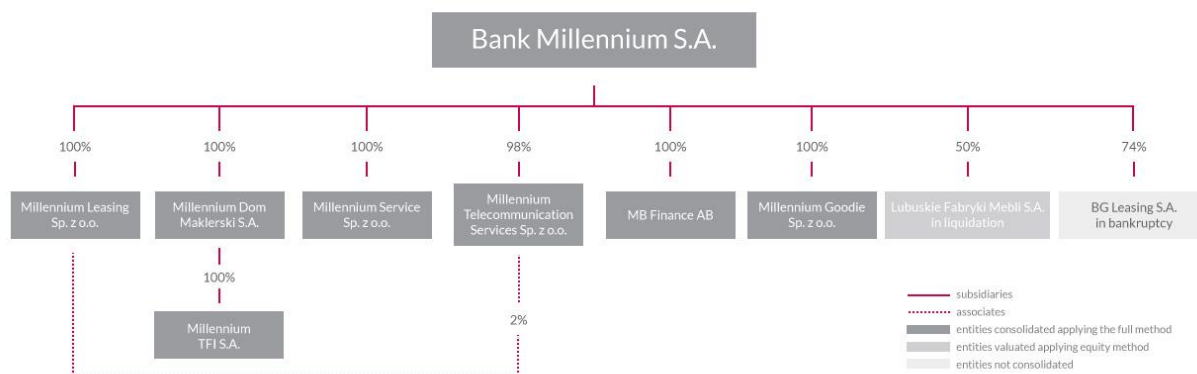 Bank Millennium S.A.
100%
100%
100%
98%
100%
100%
50%
74%
Millennium Leasing
Sp. z o.o.
Millennium Dom
Maklerski S.A.
Millennium Service
Sp. z o.o.
Millennium
Telecommunication
Services Sp. z o.o.
MB Finance AB
Millennium Goodie
Sp. z o.o.
Lubuskie Fabryki Mebli S.A.
in liquidation
BG Leasing S.A.
in bankruptcy
100%
Millennium
TFI S.A.
2%
subsidiaries
associates
entities consolidated applying the full method
entities valuated applying equity method
entities not consolidated